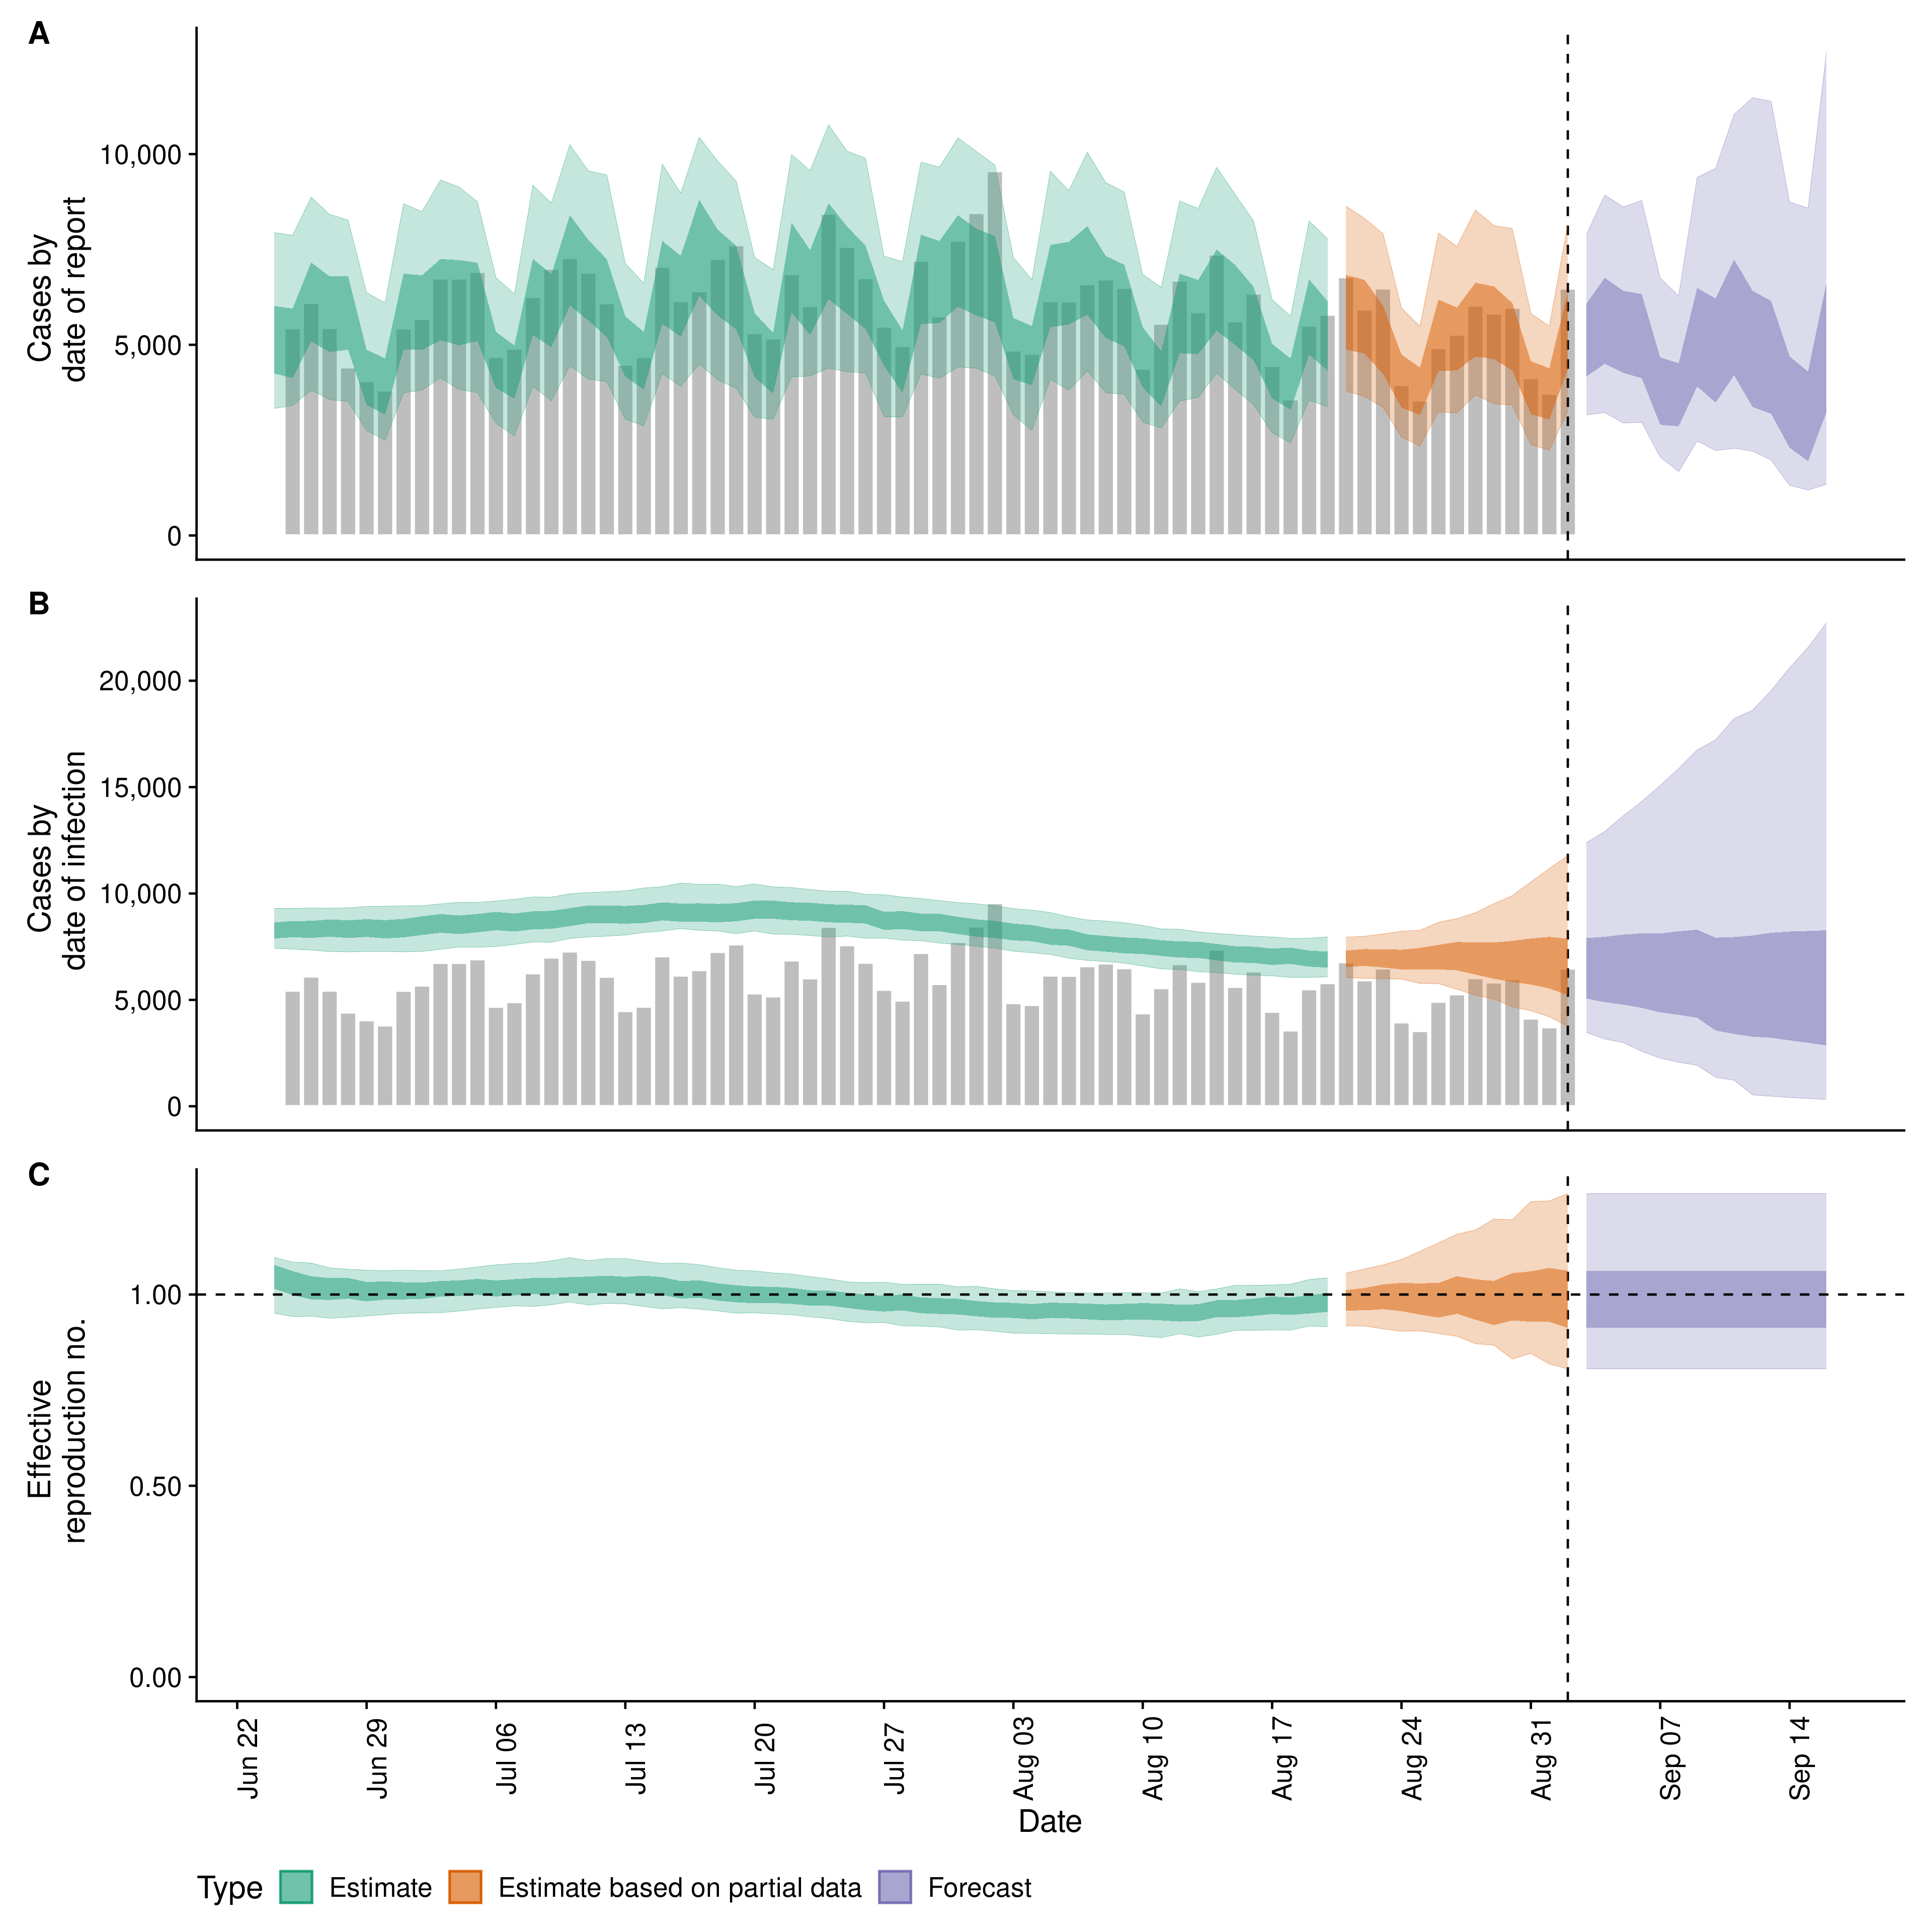 A
Cases by
date of report
10,000
5,000
0
B
Cases by
date of infection
20,000
15,000
10,000
5,000
0
C
Effective
reproduction no.
1.00
0.50
0.00
Jun 22
Jun 29
Jul 06
Jul 13
Jul 20
Jul 27
Aug 03
Aug 10
Aug 17
Aug 24
Aug 31
Sep 07
Sep 14
Date
Type Estimate Estimate based on partial data Forecast